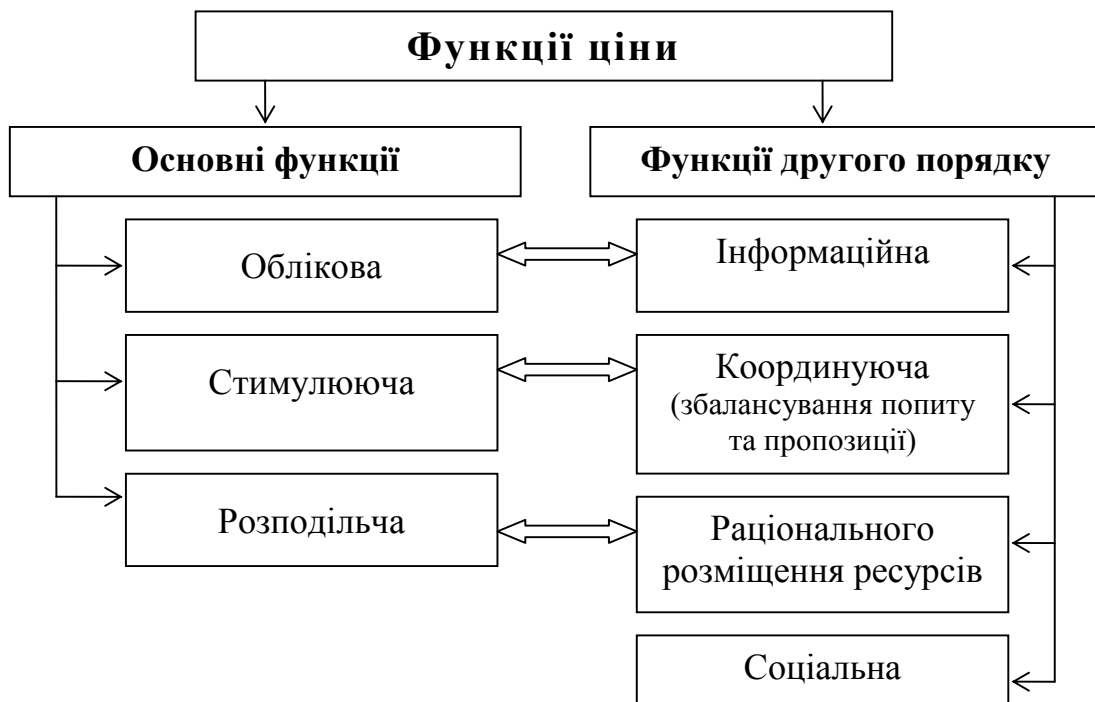 Функції ціни
Основні функції
Функції другого порядку
Облікова
Інформаційна
Стимулююча
Координуюча
(збалансування попиту
та пропозиції)
Розподільча
Раціонального
розміщення ресурсів
Соціальна